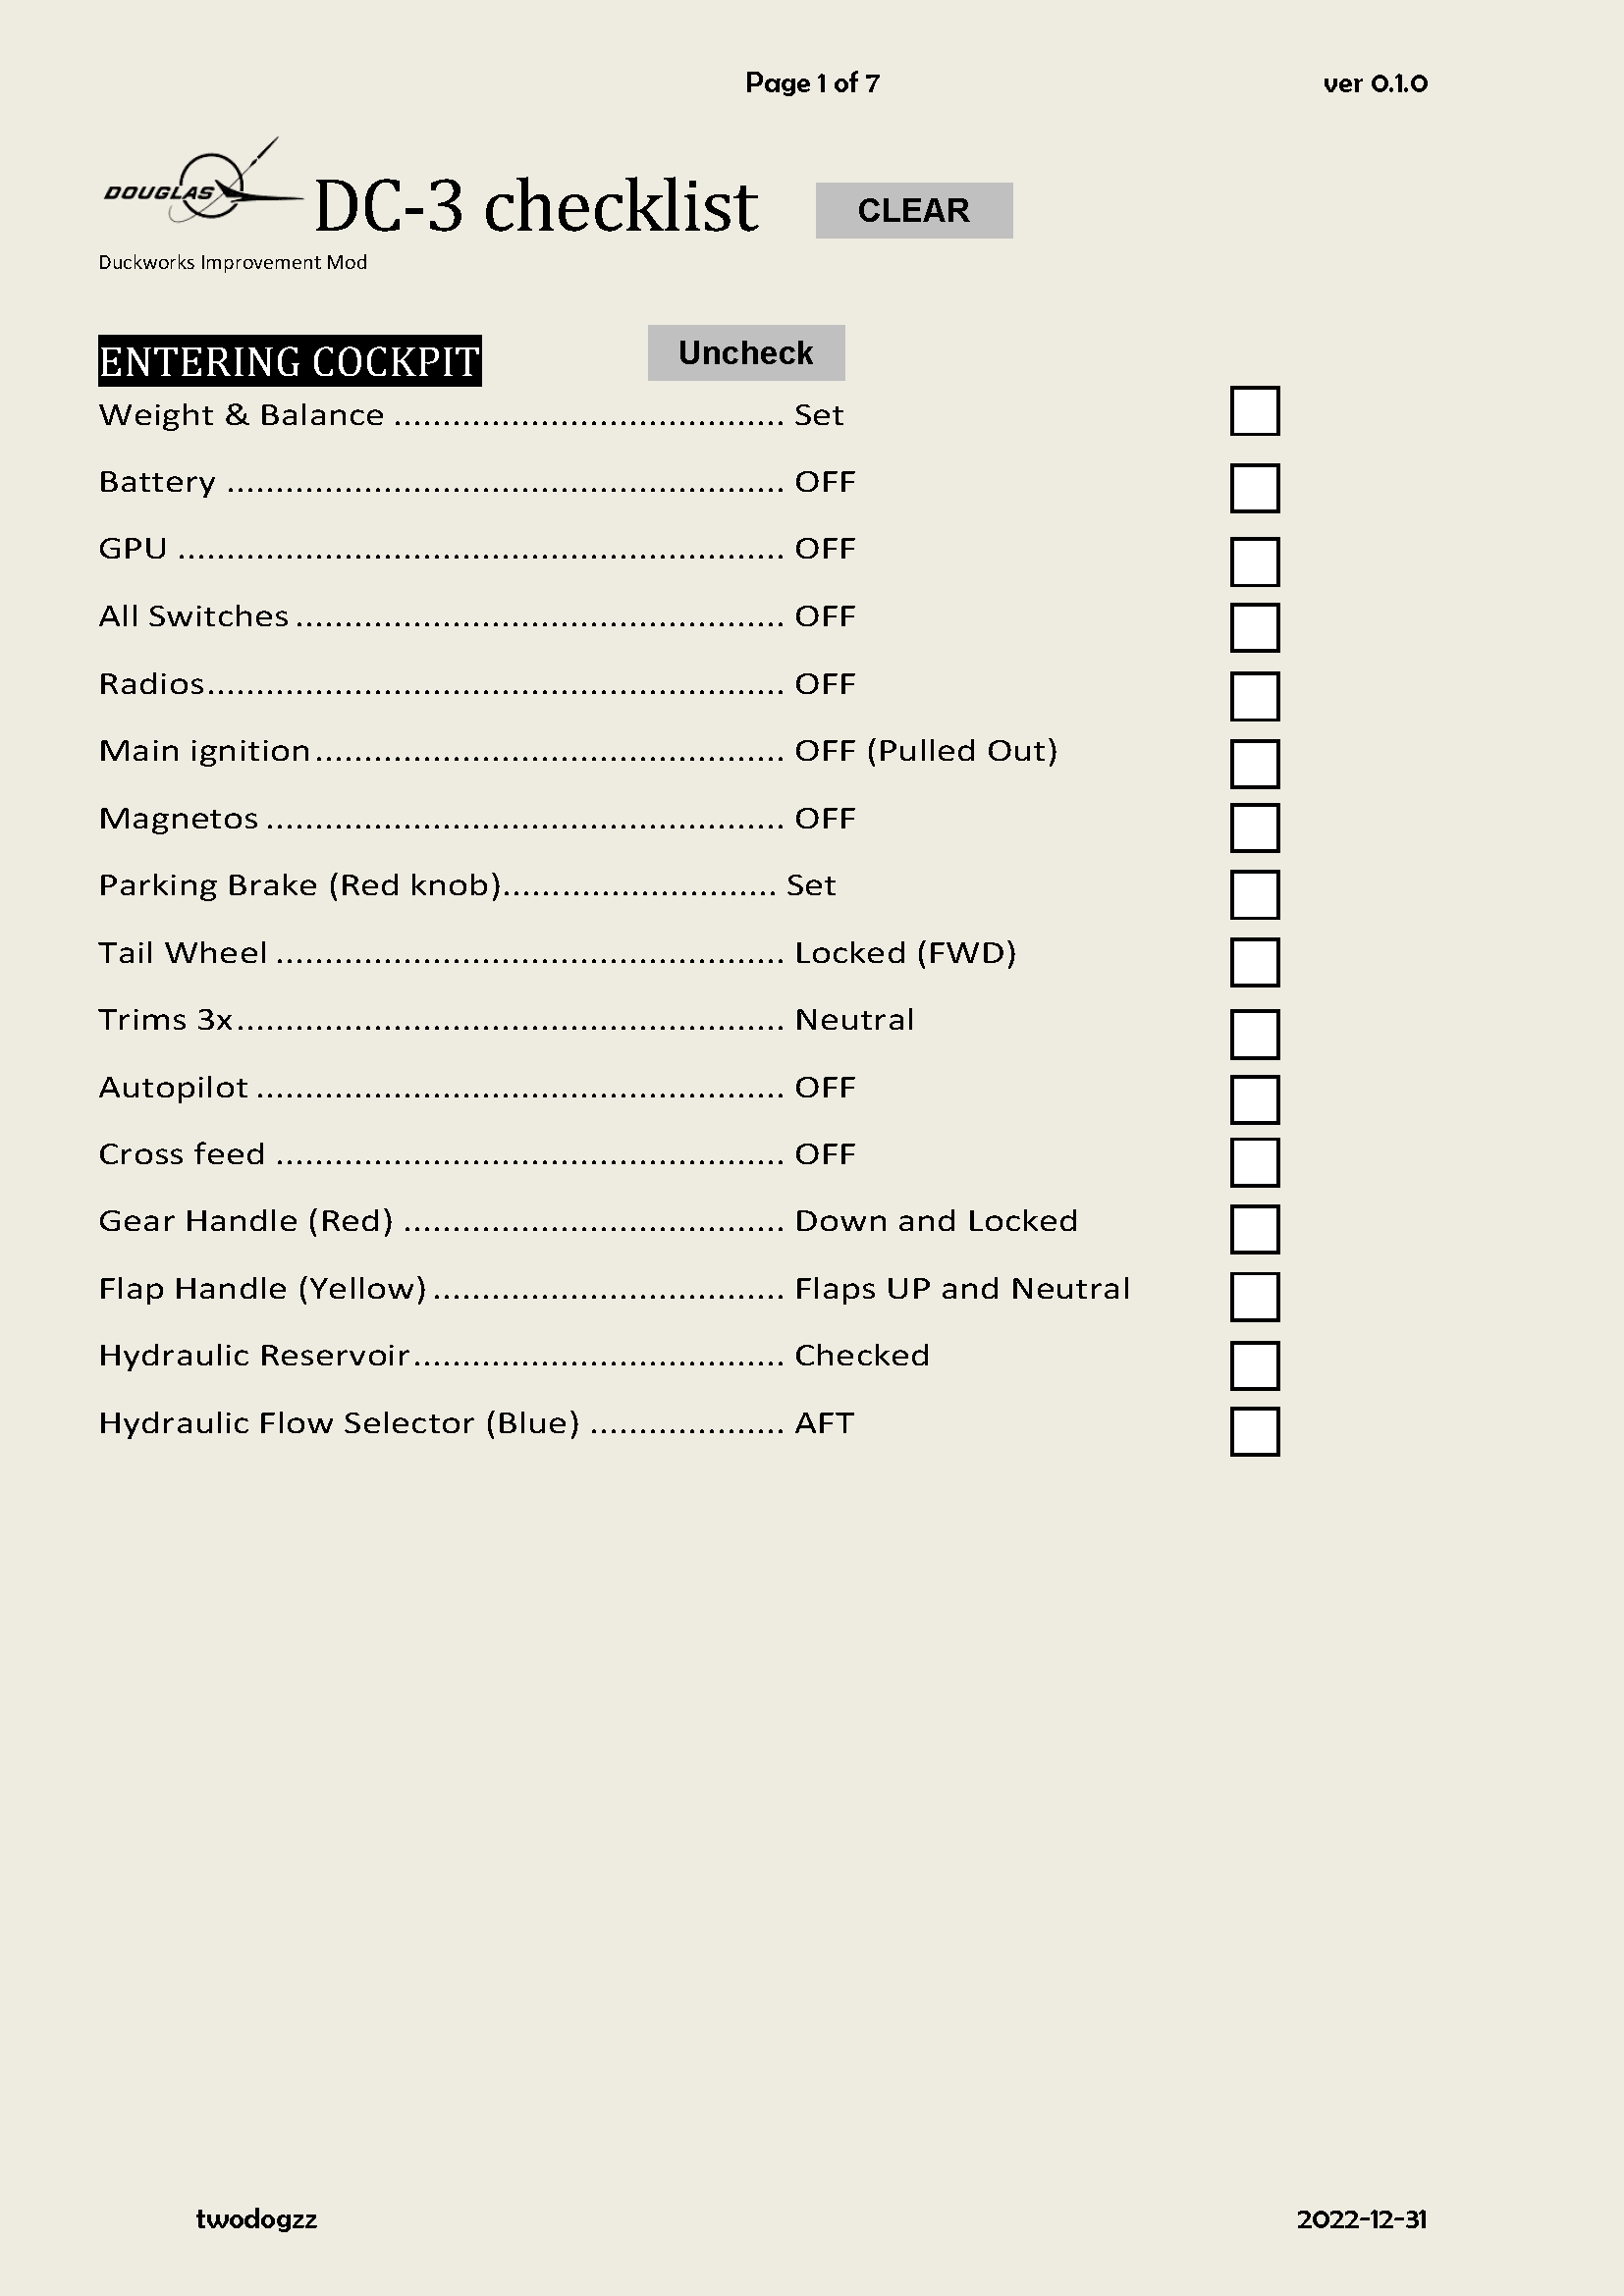 Page 1 of 7 ver 0.1.0
DOUGLAS DC-3 checklist CLEAR
Duckworks Improvement Mod
ENTERING COCKPIT Uncheck
Weight & Balance ........................................ Set
Battery ......................................................... OFF
GPU .............................................................. OFF
All Switches .................................................. OFF
Radios........................................................... OFF
Main ignition................................................ OFF (Pulled Out)
Magnetos ..................................................... OFF
Parking Brake (Red knob)............................ Set
Tail Wheel .................................................... Locked (FWD)
Trims 3x........................................................ Neutral
Autopilot ...................................................... OFF
Cross feed .................................................... OFF
Gear Handle (Red) ....................................... Down and Locked
Flap Handle (Yellow).................................... Flaps UP and Neutral
Hydraulic Reservoir...................................... Checked
Hydraulic Flow Selector (Blue) .................... AFT
twodogzz 2022-12-31